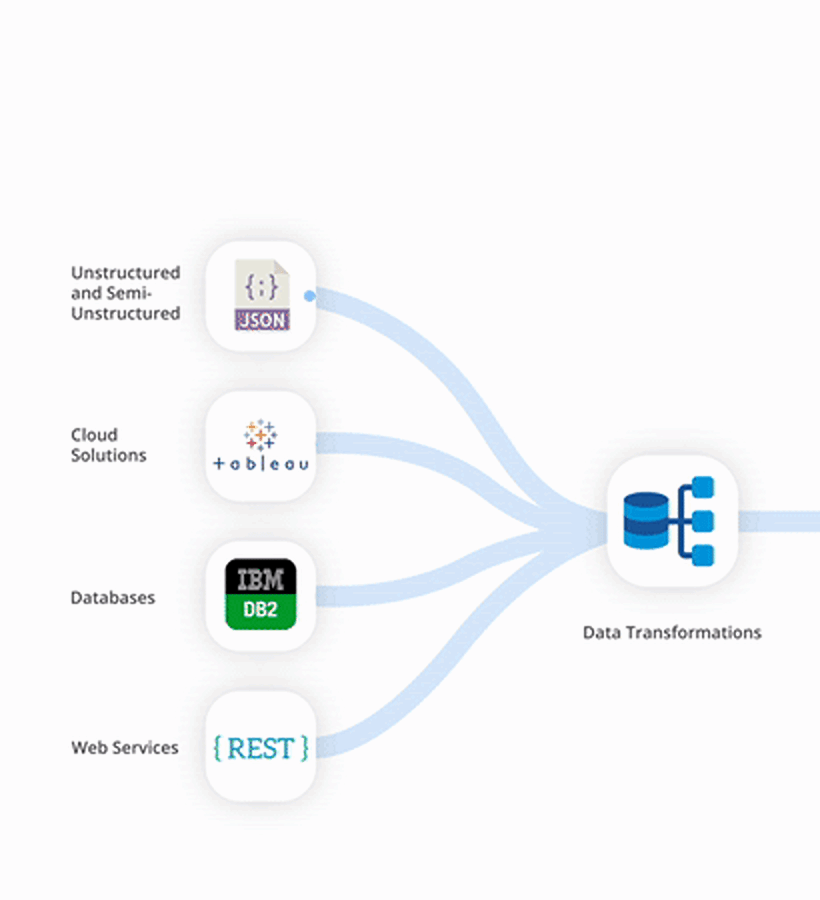 Unstructured
and Semi-
Unstructured
{;}
JSON
Cloud
Solutions
+ableau
Databases
IBM
DB2
Data Transformations
Web Services
{ REST }